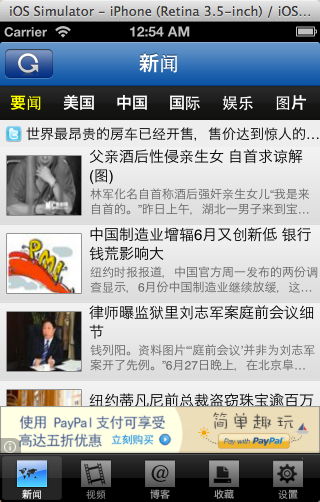 iOS Simulator - iPhone (Retina 3.5-inch) / iOS...
Carrier 12:54 AM
新闻
要闻 美国 中国 国际 娱乐 图片
世界最昂贵的房车已经开售，售价达到惊人的...
父亲酒后性侵亲生女 自首求谅解
(图)
林军化名自首称酒后强奸亲生女儿“我是来
自首的。”昨日上午，湖北一男子来到宝...
中国制造业增辐6月又创新低 银行
钱荒影响大
纽约时报报道，中国官方周一发布的两份调
查显示，6月份中国制造业继续放缓，这...
律师曝监狱里刘志军案庭前会议细
节
钱列阳。资料图片“‘庭前会议’并非为刘志军
案开了先例。”6月27日晚上，在北京阜...
纽约蒂凡尼前总裁盗窃珠宝逾百万
使用 PayPal 支付可享受
高达五折优惠 立刻购买
简单趣玩
Pay with PayPal
新闻 视频 博客 收藏 设置